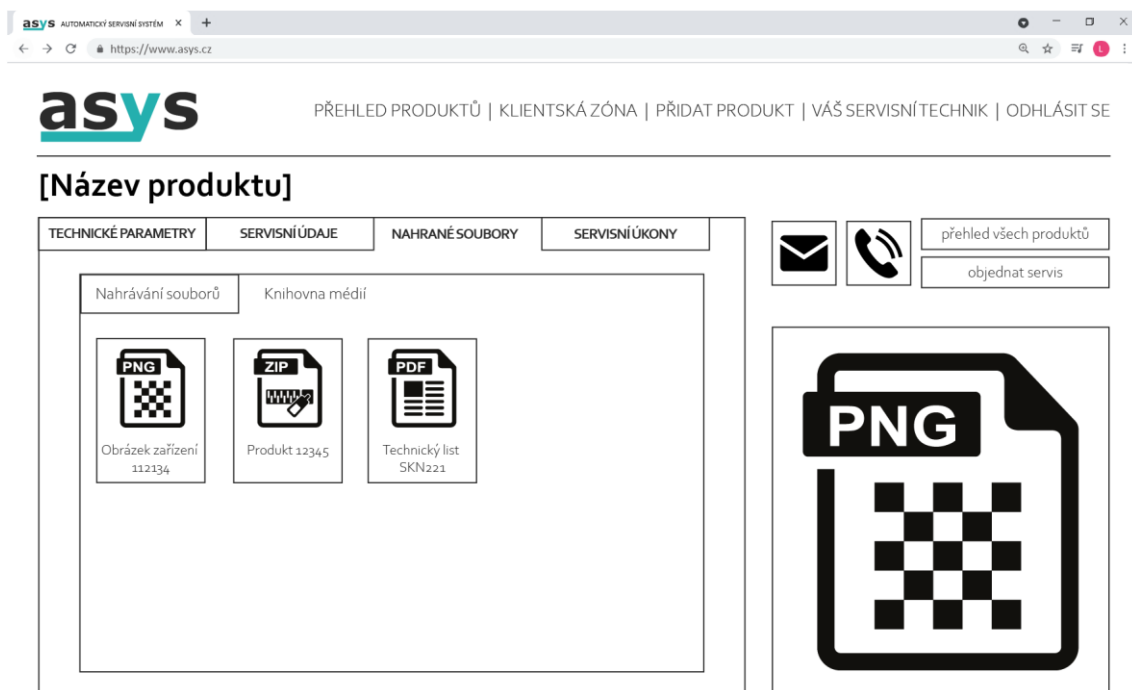 asys AUTOMATICKÝ SERVISNÍ SYSTÉM
https://www.asys.cz
L
asys
PŘEHLED PRODUKTŮ | KLIENTSKÁ ZÓNA | PŘIDAT PRODUKT | VÁŠ SERVISNÍ TECHNIK | ODHLÁSIT SE
[Název produktu]
TECHNICKÉ PARAMETRY
SERVISNÍ ÚDAJE
NAHRANÉ SOUBORY
SERVISNÍ ÚKONY
přehled všech produktů
objednat servis
Nahrávání souborů
Knihovna médií
PNG
Obrázek zařízení
112134
ZIP
Produkt 12345
PDF
Technický list
SKN221
PNG